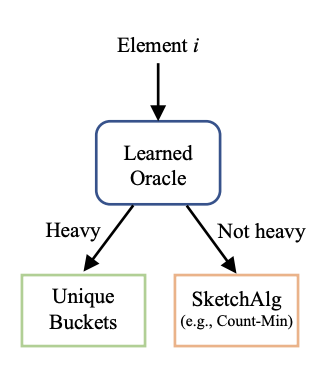 Element i
Learned
Oracle
Heavy
Not heavy
Unique
Buckets
SketchAlg
(e.g., Count-Min)